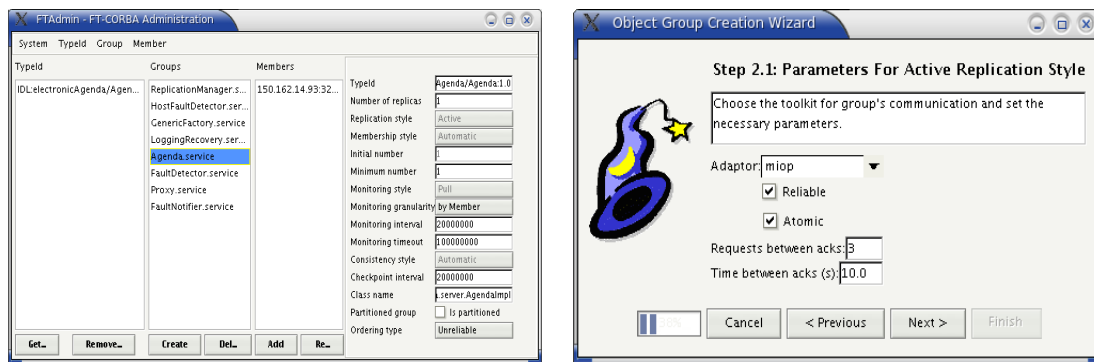 FTAdmin - FT-CORBA Administration
System TypeId Group Member
TypeId
IDL:electronicAgenda/Agen...
Groups
ReplicationManager.s...
HostFaultDetector.ser...
GenericFactory.service
LoggingRecovery.ser...
Agenda.service
FaultDetector.service
Proxy.service
FaultNotifier.service
Members
150.162.14.93:32...
TypeId Agenda/Agenda:1.0
Number of replicas 1
Replication style Active
Membership style Automatic
Initial number 1
Minimum number 1
Monitoring style Pull
Monitoring granularity by Member
Monitoring interval 20000000
Monitoring timeout 100000000
Consistency style Automatic
Checkpoint interval 20000000
Class name .server.AgendaImpl
Partitioned group Is partitioned
Ordering type Unreliable
Get... Remove... Create Del... Add Re...
Object Group Creation Wizard
Step 2.1: Parameters For Active Replication Style
Choose the toolkit for group's communication and set the
necessary parameters.
Adaptor: miop
Reliable
Atomic
Requests between acks: 3
Time between acks (s): 10.0
Cancel < Previous Next > Finish